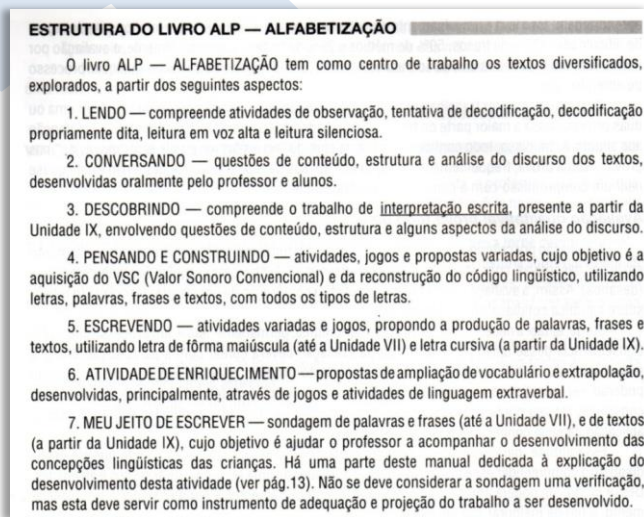 ESTRUTURA DO LIVRO ALP — ALFABETIZAÇÃO
O livro ALP — ALFABETIZAÇÃO tem como centro de trabalho os textos diversificados,
explorados, a partir dos seguintes aspectos:
1. LENDO — compreende atividades de observação, tentativa de decodificação, decodificação
propriamente dita, leitura em voz alta e leitura silenciosa.
2. CONVERSANDO — questões de conteúdo, estrutura e análise do discurso dos textos,
desenvolvidas oralmente pelo professor e alunos.
3. DESCOBRINDO — compreende o trabalho de interpretação escrita, presente a partir da
Unidade IX, envolvendo questões de conteúdo, estrutura e alguns aspectos da análise do discurso.
4. PENSANDO E CONSTRUINDO — atividades, jogos e propostas variadas, cujo objetivo é a
aquisição do VSC (Valor Sonoro Convencional) e da reconstrução do código lingüístico, utilizando
letras, palavras, frases e textos, com todos os tipos de letras.
5. ESCREVENDO — atividades variadas e jogos, propondo a produção de palavras, frases e
textos, utilizando letra de fôrma maiúscula (até a Unidade VII) e letra cursiva (a partir da Unidade IX).
6. ATIVIDADE DE ENRIQUECIMENTO — propostas de ampliação de vocabulário e extrapolação,
desenvolvidas, principalmente, através de jogos e atividades de linguagem extraverbal.
7. MEU JEITO DE ESCREVER — sondagem de palavras e frases (até a Unidade VII), e de textos
(a partir da Unidade IX), cujo objetivo é ajudar o professor a acompanhar o desenvolvimento das
concepções lingüísticas das crianças. Há uma parte deste manual dedicada à explicação do
desenvolvimento desta atividade (ver pág.13). Não se deve considerar a sondagem uma verificação,
mas esta deve servir como instrumento de adequação e projeção do trabalho a ser desenvolvido.